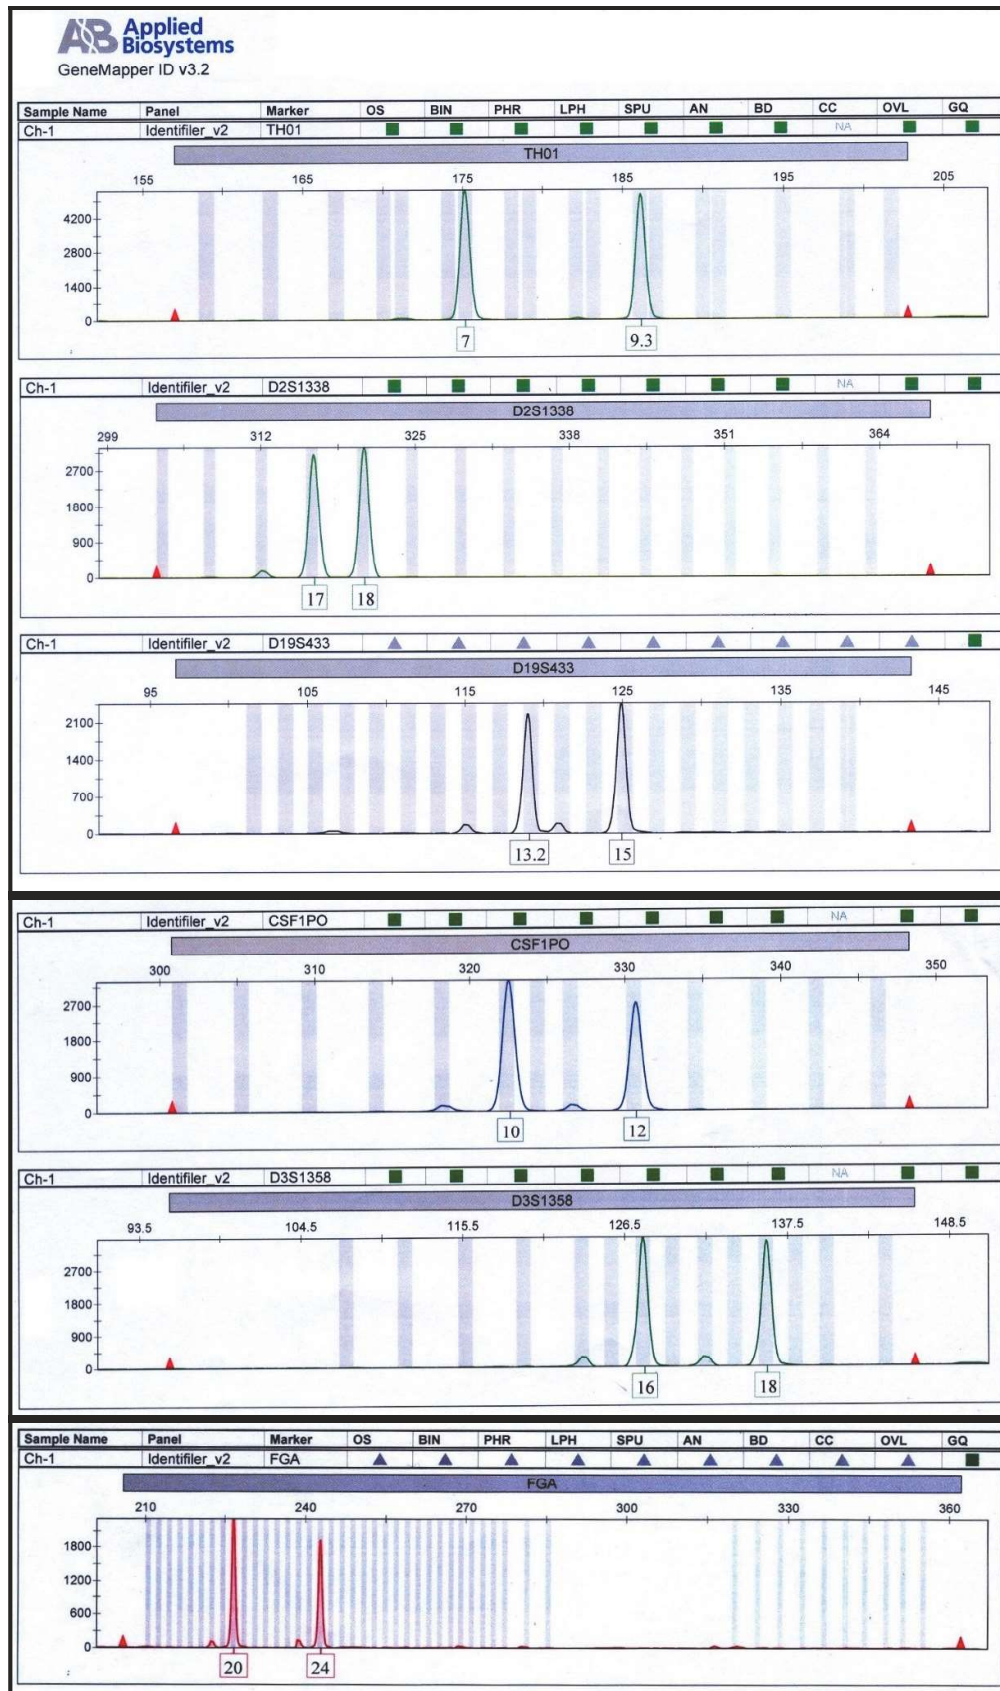 Applied
Biosystems
GeneMapper ID v3.2
Sample Name Panel Marker OS BIN PHR LPH SPU AN BD CC OVL GQ
Ch-1 Identifiler_v2 TH01 NA
TH01
155 165 175 185 195 205
4200
2800
1400
0
7 9.3
Ch-1 Identifiler_v2 D2S1338 NA
D2S1338
299 312 325 338 351 364
2700
1800
900
0
17 18
Ch-1 Identifiler_v2 D19S433
D19S433
95 105 115 125 135 145
2100
1400
700
0
13.2 15
Ch-1 Identifiler_v2 CSF1PO NA
CSF1PO
300 310 320 330 340 350
2700
1800
900
0
10 12
Ch-1 Identifiler_v2 D3S1358 NA
D3S1358
93.5 104.5 115.5 126.5 137.5 148.5
2700
1800
900
0
16 18
Sample Name Panel Marker OS BIN PHR LPH SPU AN BD CC OVL GQ
Ch-1 Identifiler_v2 FGA
FGA
210 240 270 300 330 360
1800
1200
600
0
20 24